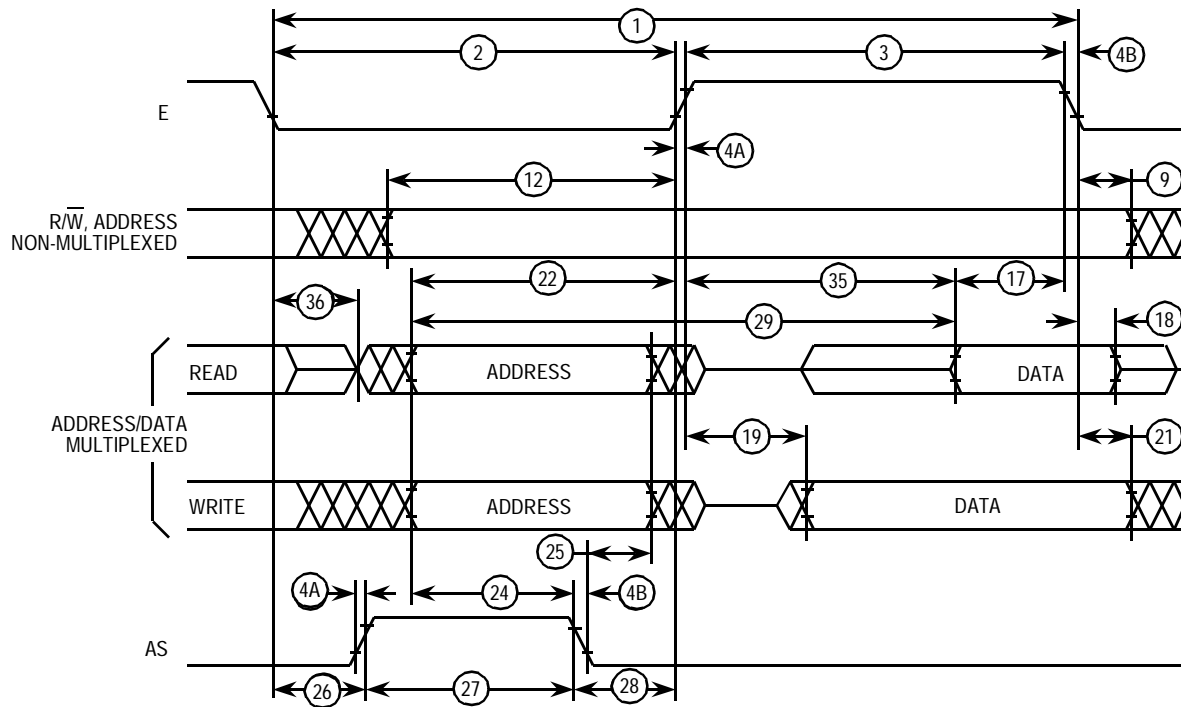 1
2
3
4B
E
4A
12
9
R/W̅, ADDRESS
NON-MULTIPLEXED
22
35
17
36
29
18
READ
ADDRESS
DATA
ADDRESS/DATA
MULTIPLEXED
19
21
WRITE
ADDRESS
DATA
25
4A
24
4B
AS
26
27
28